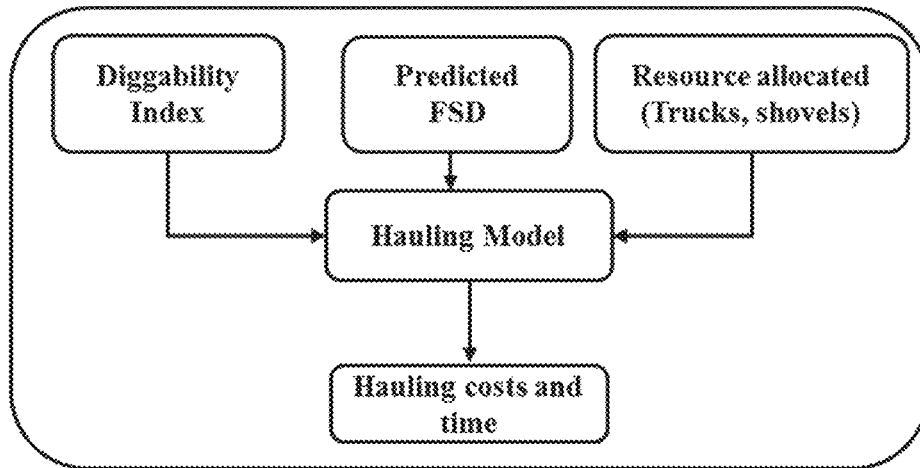 Diggability
Index
Predicted
FSD
Resource allocated
(Trucks, shovels)
Hauling Model
Hauling costs and
time